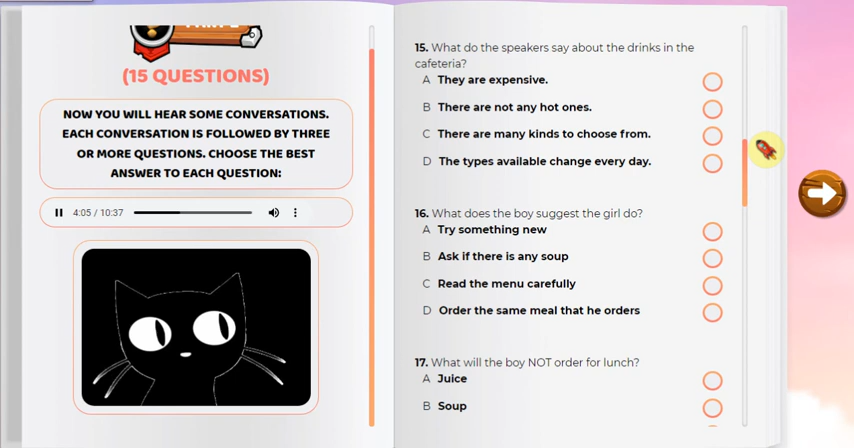 (15 QUESTIONS)
NOW YOU WILL HEAR SOME CONVERSATIONS.
EACH CONVERSATION IS FOLLOWED BY THREE
OR MORE QUESTIONS. CHOOSE THE BEST
ANSWER TO EACH QUESTION:
4:05 / 10:37
15. What do the speakers say about the drinks in the
cafeteria?
A They are expensive.
B There are not any hot ones.
C There are many kinds to choose from.
D The types available change every day.
16. What does the boy suggest the girl do?
A Try something new
B Ask if there is any soup
C Read the menu carefully
D Order the same meal that he orders
17. What will the boy NOT order for lunch?
A Juice
B Soup